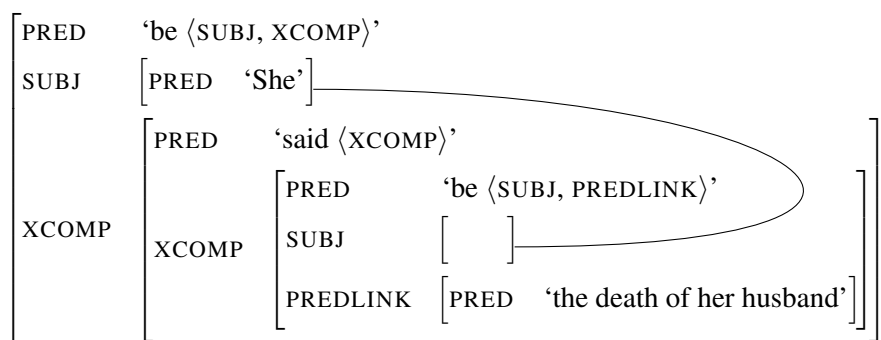 PRED ‘be ⟨SUBJ, XCOMP⟩’
SUBJ [PRED ‘She’]
PRED ‘said ⟨XCOMP⟩’
PRED ‘be ⟨SUBJ, PREDLINK⟩’
XCOMP XCOMP SUBJ [ ]
PREDLINK [PRED ‘the death of her husband’]